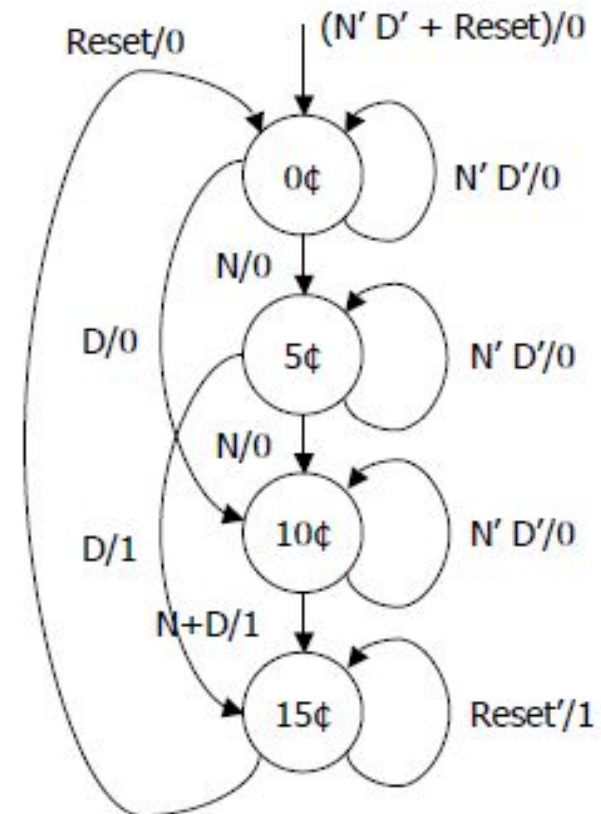 (N′ D′ + Reset)/0
Reset/0
0¢
N′ D′/0
N/0
D/0
5¢
N′ D′/0
N/0
10¢
N′ D′/0
D/1
N+D/1
15¢
Reset′/1